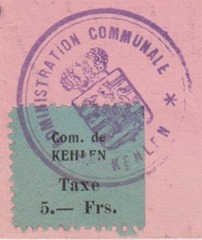 ADMINISTRATION COMMUNALE
* KEHLEN
Com. de
KEHLEN
Taxe
5.— Frs.